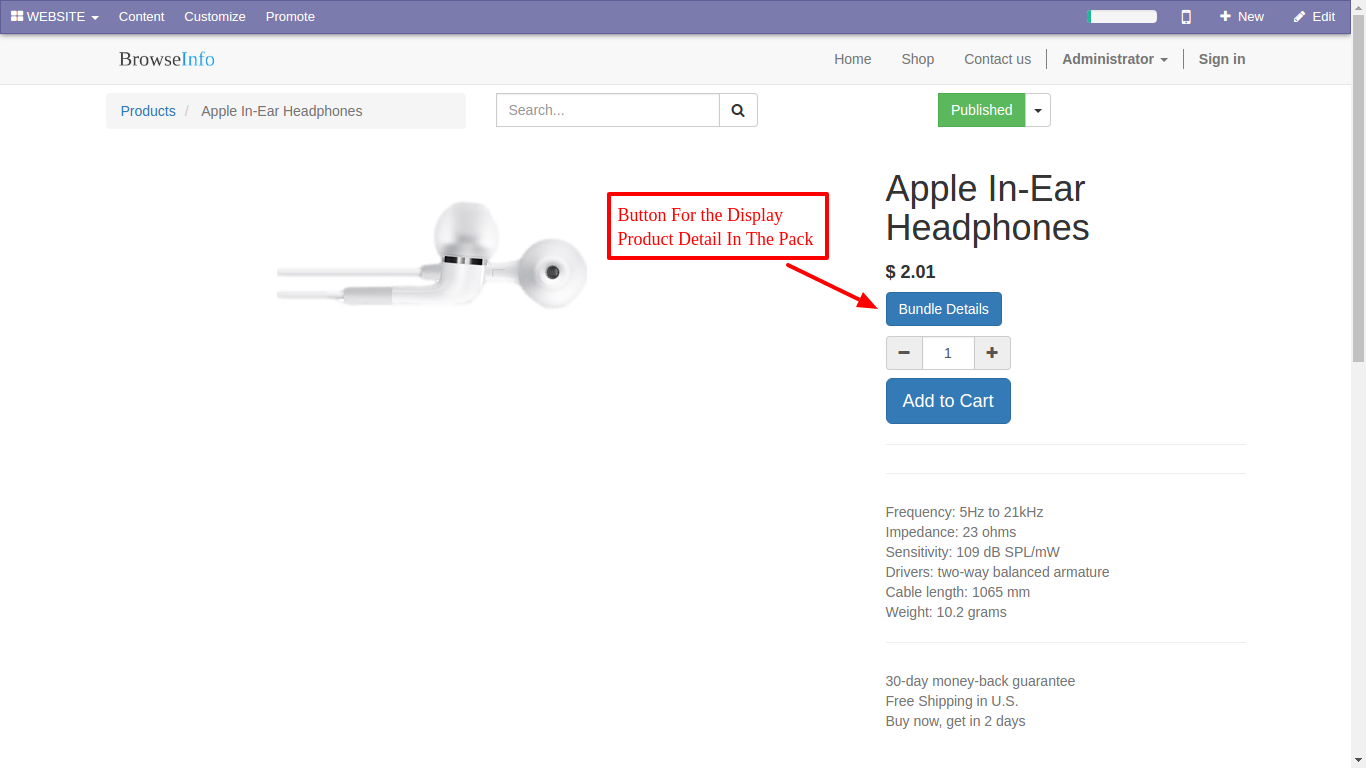 WEBSITE Content Customize Promote New Edit
BrowseInfo Home Shop Contact us Administrator Sign in
Products / Apple In-Ear Headphones Search... Published
Apple In-Ear
Headphones
Button For the Display
Product Detail In The Pack
$ 2.01
Bundle Details
1
Add to Cart
Frequency: 5Hz to 21kHz
Impedance: 23 ohms
Sensitivity: 109 dB SPL/mW
Drivers: two-way balanced armature
Cable length: 1065 mm
Weight: 10.2 grams
30-day money-back guarantee
Free Shipping in U.S.
Buy now, get in 2 days